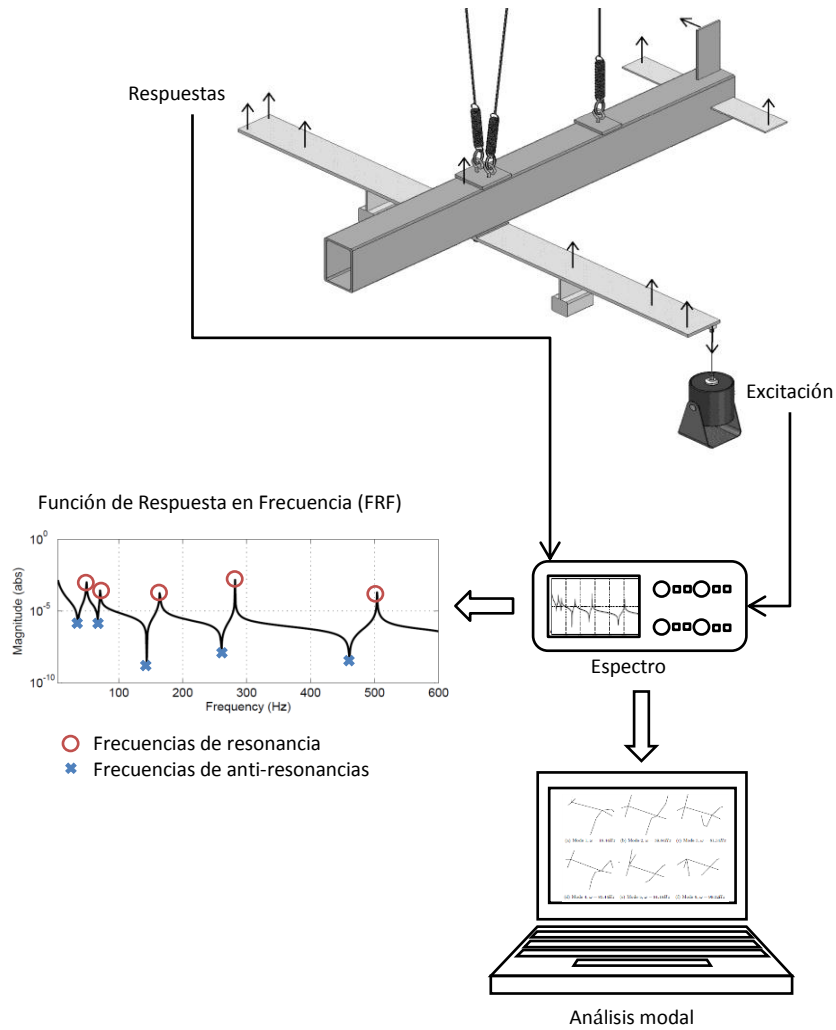 Respuestas
Excitación
Función de Respuesta en Frecuencia (FRF)
10^0
10^-5
10^-10
Magnitude (abs)
100
200
300
400
500
600
Frequency (Hz)
Frecuencias de resonancia
Frecuencias de anti-resonancias
Espectro
Análisis modal